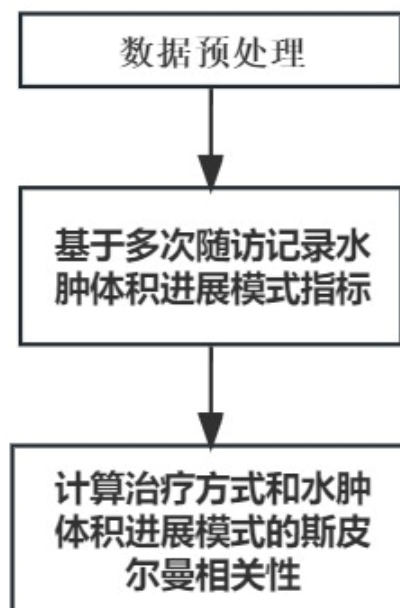 数据预处理
基于多次随访记录水
肿体积进展模式指标
计算治疗方式和水肿
体积进展模式的斯皮
尔曼相关性